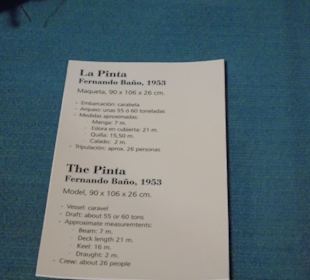 La Pinta
Fernando Baño, 1953
Maqueta, 90 x 106 x 26 cm.
- Embarcación: carabela
- Arqueo: unas 55 ó 60 toneladas
- Medidas aproximadas:
- Manga: 7 m.
- Eslora en cubierta: 21 m.
- Quilla: 15,50 m.
- Calado: 2 m.
- Tripulación: aprox. 26 personas
The Pinta
Fernando Baño, 1953
Model, 90 x 106 x 26 cm.
- Vessel: caravel
- Draft: about 55 or 60 tons
- Approximate measurements:
- Beam: 7 m.
- Deck length 21 m.
- Keel: 16 m.
- Draught: 2 m.
- Crew: about 26 people